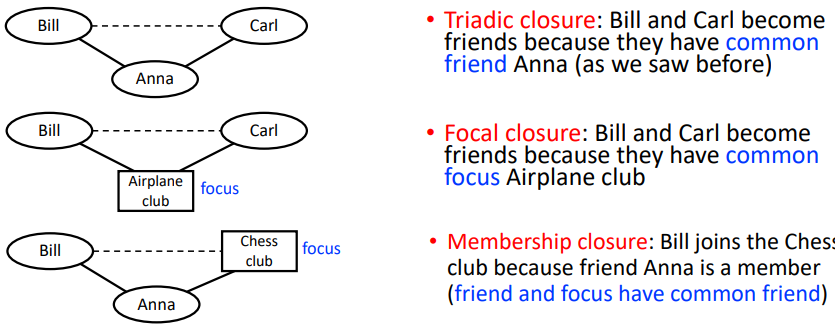 Bill
Carl
Anna
• Triadic closure: Bill and Carl become
friends because they have common
friend Anna (as we saw before)
Bill
Carl
Airplane
club
focus
• Focal closure: Bill and Carl become
friends because they have common
focus Airplane club
Bill
Chess
club
focus
Anna
• Membership closure: Bill joins the Chess
club because friend Anna is a member
(friend and focus have common friend)